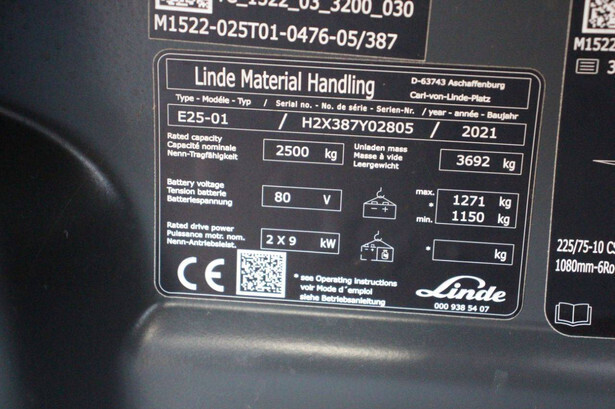 1522_03_3200_030
M1522-025T01-0476-05/387
M1522
Linde Material Handling
D-63743 Aschaffenburg
Carl-von-Linde-Platz
Type - Modéle - Typ / Serial no. - No. de série - Serien-Nr. / year - année - Baujahr
E25-01 / H2X387Y02805 / 2021
Rated capacity
Capacité nominale
Nenn-Tragfähigkeit
2500 kg
Unladen mass
Masse à vide
Leergewicht
3692 kg
Battery voltage
Tension batterie
Batteriespannung
80 V
max. * 1271 kg
min. * 1150 kg
Rated drive power
Puissance motr. nom.
Nenn-Antriebsleist.
2 X 9 kW
* kg
CE
* see Operating instructions
voir Mode d´emploi
siehe Betriebsanleitung
Linde
000 938 54 07
225/75-10
1080mm-6Ro